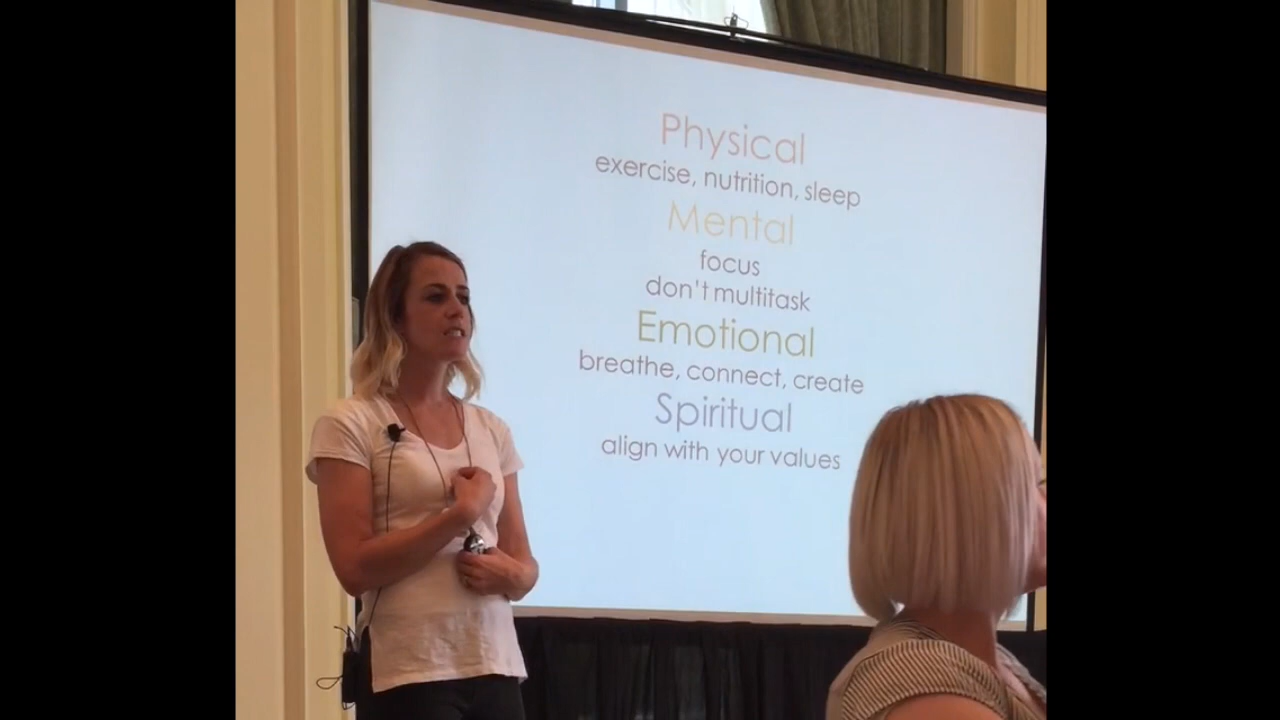 Physical
exercise, nutrition, sleep
Mental
focus
don't multitask
Emotional
breathe, connect, create
Spiritual
align with your values